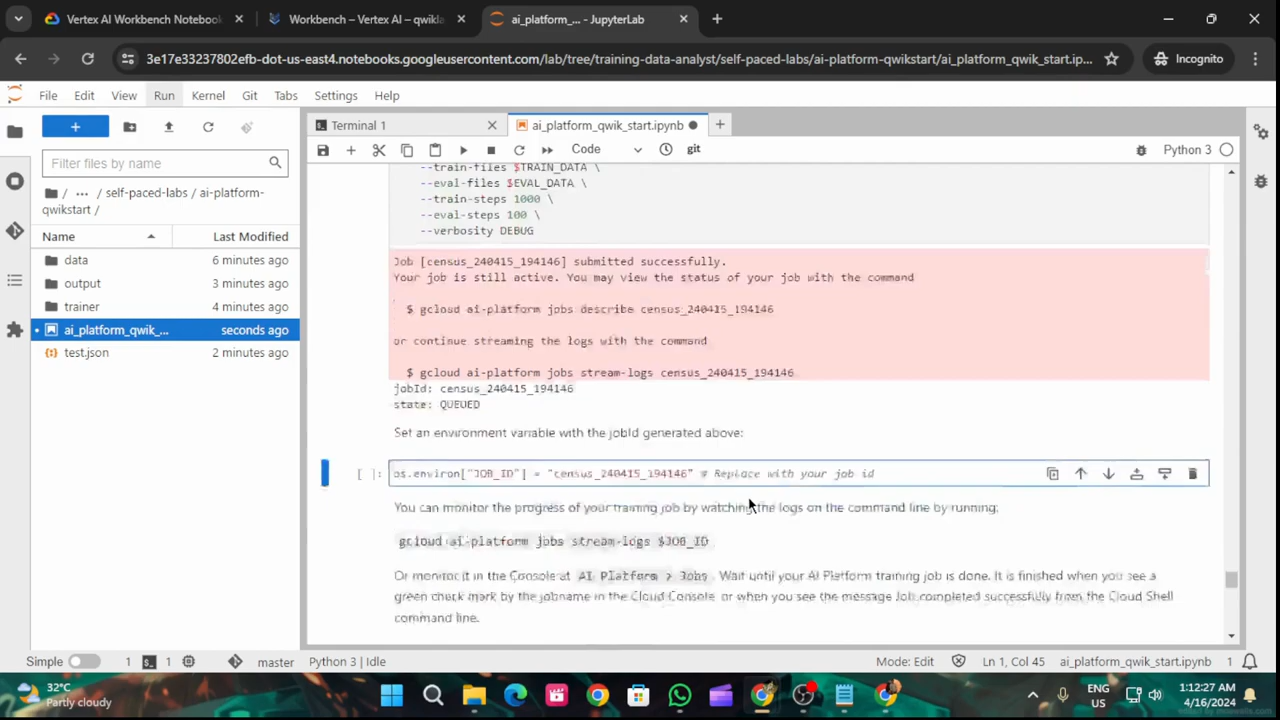 Vertex AI Workbench Notebook
Workbench – Vertex AI – qwikla
ai_platform_... - JupyterLab
3e17e33237802efb-dot-us-east4.notebooks.googleusercontent.com/lab/tree/training-data-analyst/self-paced-labs/ai-platform-qwikstart/ai_platform_qwik_start.ip...
Incognito
File Edit View Run Kernel Git Tabs Settings Help
Terminal 1
ai_platform_qwik_start.ipynb
Filter files by name
Code
git
Python 3
/ ... / self-paced-labs / ai-platform-
qwikstart /
Name Last Modified
data 6 minutes ago
output 3 minutes ago
trainer 4 minutes ago
ai_platform_qwik_... seconds ago
test.json 2 minutes ago
--train-files $TRAIN_DATA \
--eval-files $EVAL_DATA \
--train-steps 1000 \
--eval-steps 100 \
--verbosity DEBUG
Job [census_240415_194146] submitted successfully.
Your job is still active. You may view the status of your job with the command
$ gcloud ai-platform jobs describe census_240415_194146
or continue streaming the logs with the command
$ gcloud ai-platform jobs stream-logs census_240415_194146
jobId: census_240415_194146
state: QUEUED
Set an environment variable with the jobId generated above:
[ ]: os.environ["JOB_ID"] = "census_240415_194146" # Replace with your job id
You can monitor the progress of your training job by watching the logs on the command line by running:
gcloud ai-platform jobs stream-logs $JOB_ID
Or monitor it in the Console at AI Platform > Jobs . Wait until your AI Platform training job is done. It is finished when you see a
green check mark by the jobname in the Cloud Console or when you see the message Job completed successfully from the Cloud Shell
command line.
Simple 1 1 master Python 3 | Idle Mode: Edit Ln 1, Col 45 ai_platform_qwik_start.ipynb 1
32°C
Partly cloudy
ENG
US
1:12:27 AM
4/16/2024